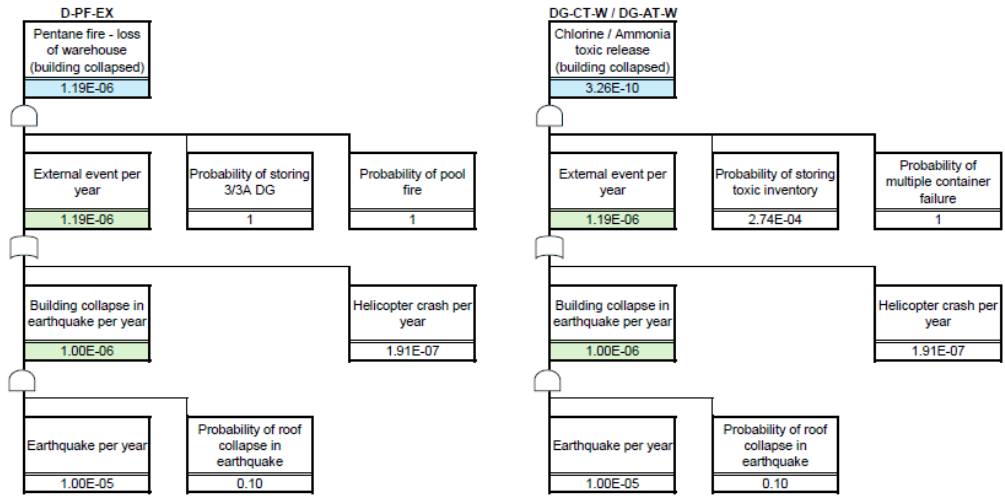 D-PF-EX
Pentane fire - loss
of warehouse
(building collapsed)
1.19E-06
External event per
year
1.19E-06
Probability of storing
3/3A DG
1
Probability of pool
fire
1
Building collapse in
earthquake per year
1.00E-06
Helicopter crash per
year
1.91E-07
Earthquake per year
1.00E-05
Probability of roof
collapse in
earthquake
0.10
DG-CT-W / DG-AT-W
Chlorine / Ammonia
toxic release
(building collapsed)
3.26E-10
External event per
year
1.19E-06
Probability of storing
toxic inventory
2.74E-04
Probability of
multiple container
failure
1
Building collapse in
earthquake per year
1.00E-06
Helicopter crash per
year
1.91E-07
Earthquake per year
1.00E-05
Probability of roof
collapse in
earthquake
0.10